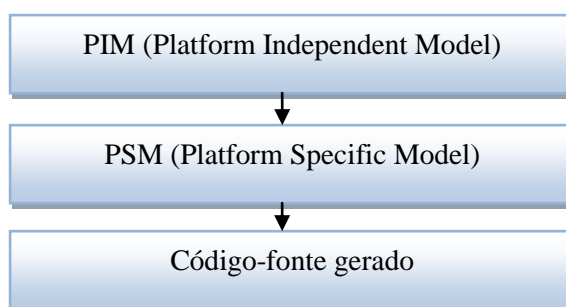 PIM (Platform Independent Model)
PSM (Platform Specific Model)
Código-fonte gerado